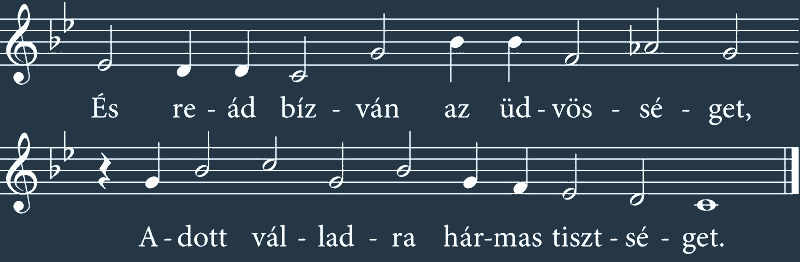 És re - ád bíz - ván az üd - vös - sé - get,
A - dott vál - lad - ra hár-mas tiszt - sé - get.